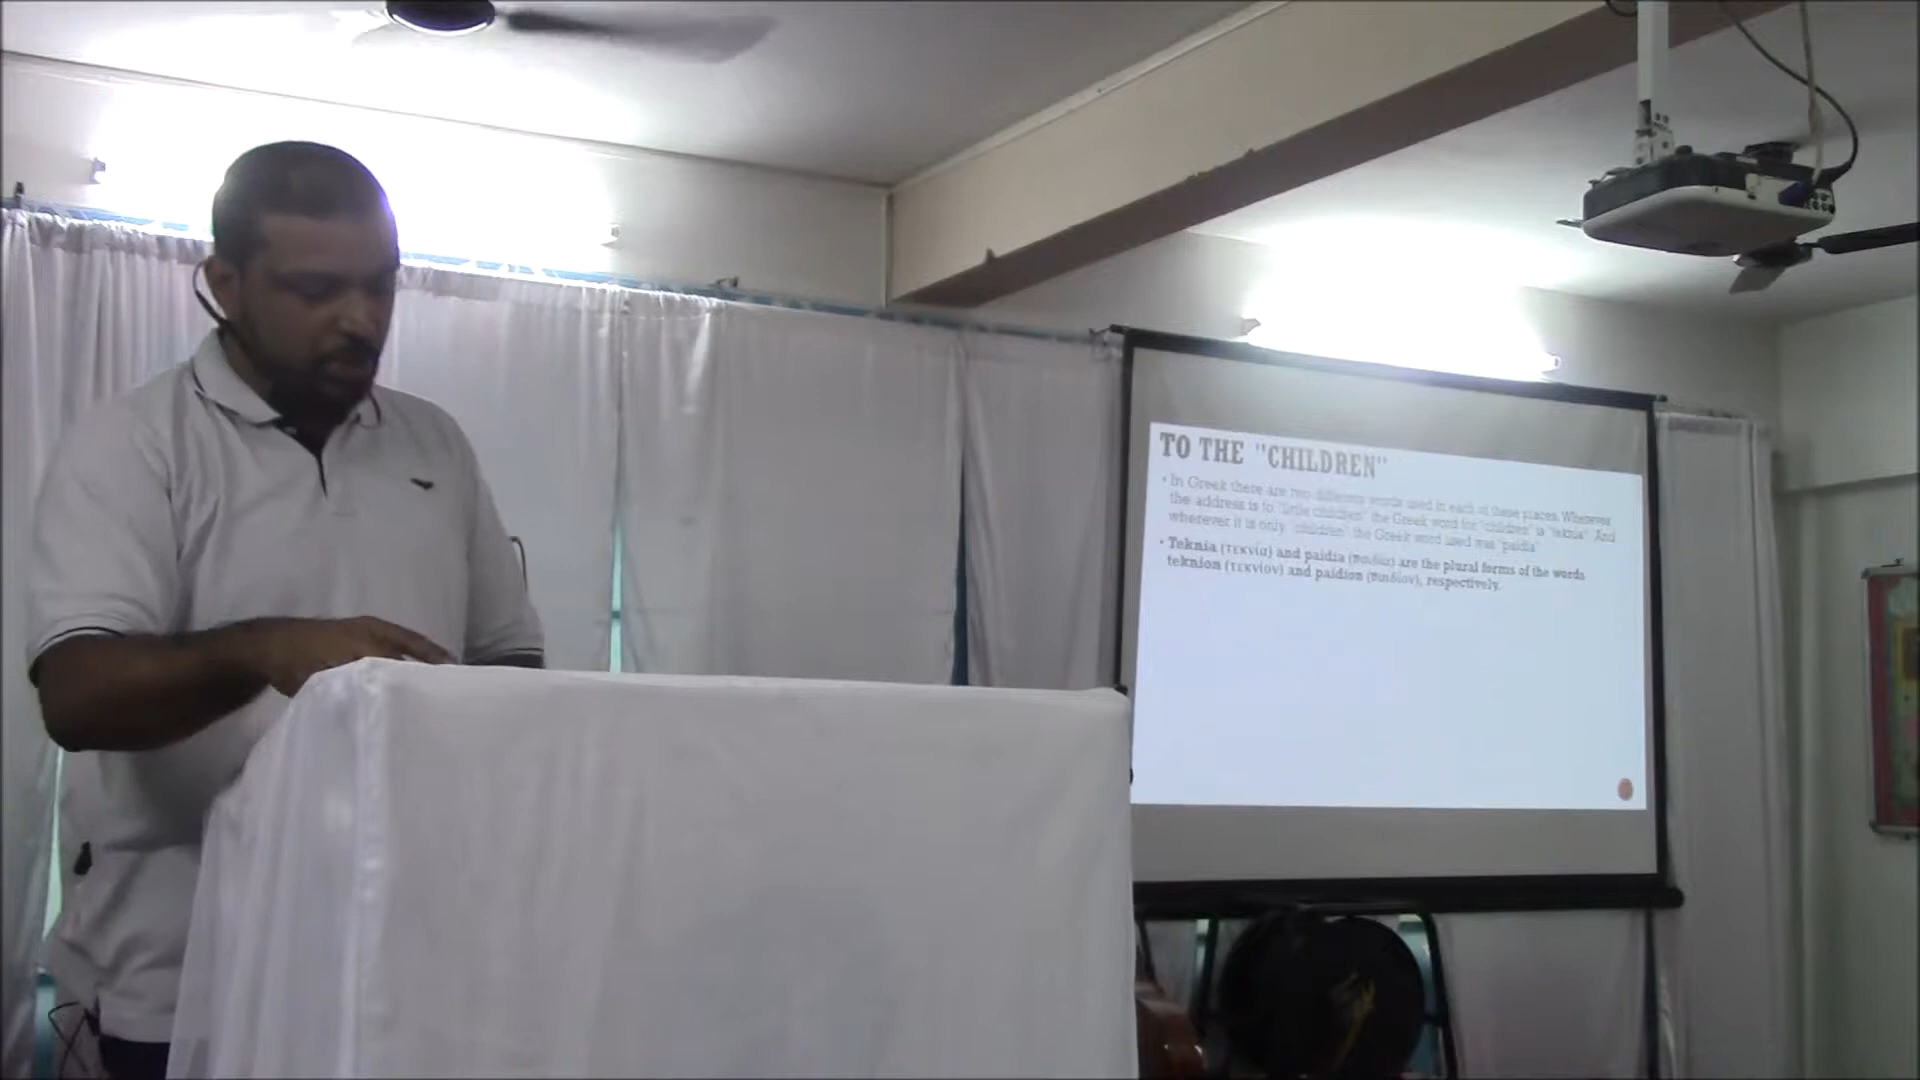 TO THE "CHILDREN"
• In Greek there are two different words used in each of these places. Wherever
the address is to "little children" the Greek word for "children" is "teknia". And
wherever it is only "children" the Greek word used was "paidia"
• Teknia (τεκνία) and paidia (παιδία) are the plural forms of the words
teknion (τεκνίον) and paidion (παιδίον), respectively.